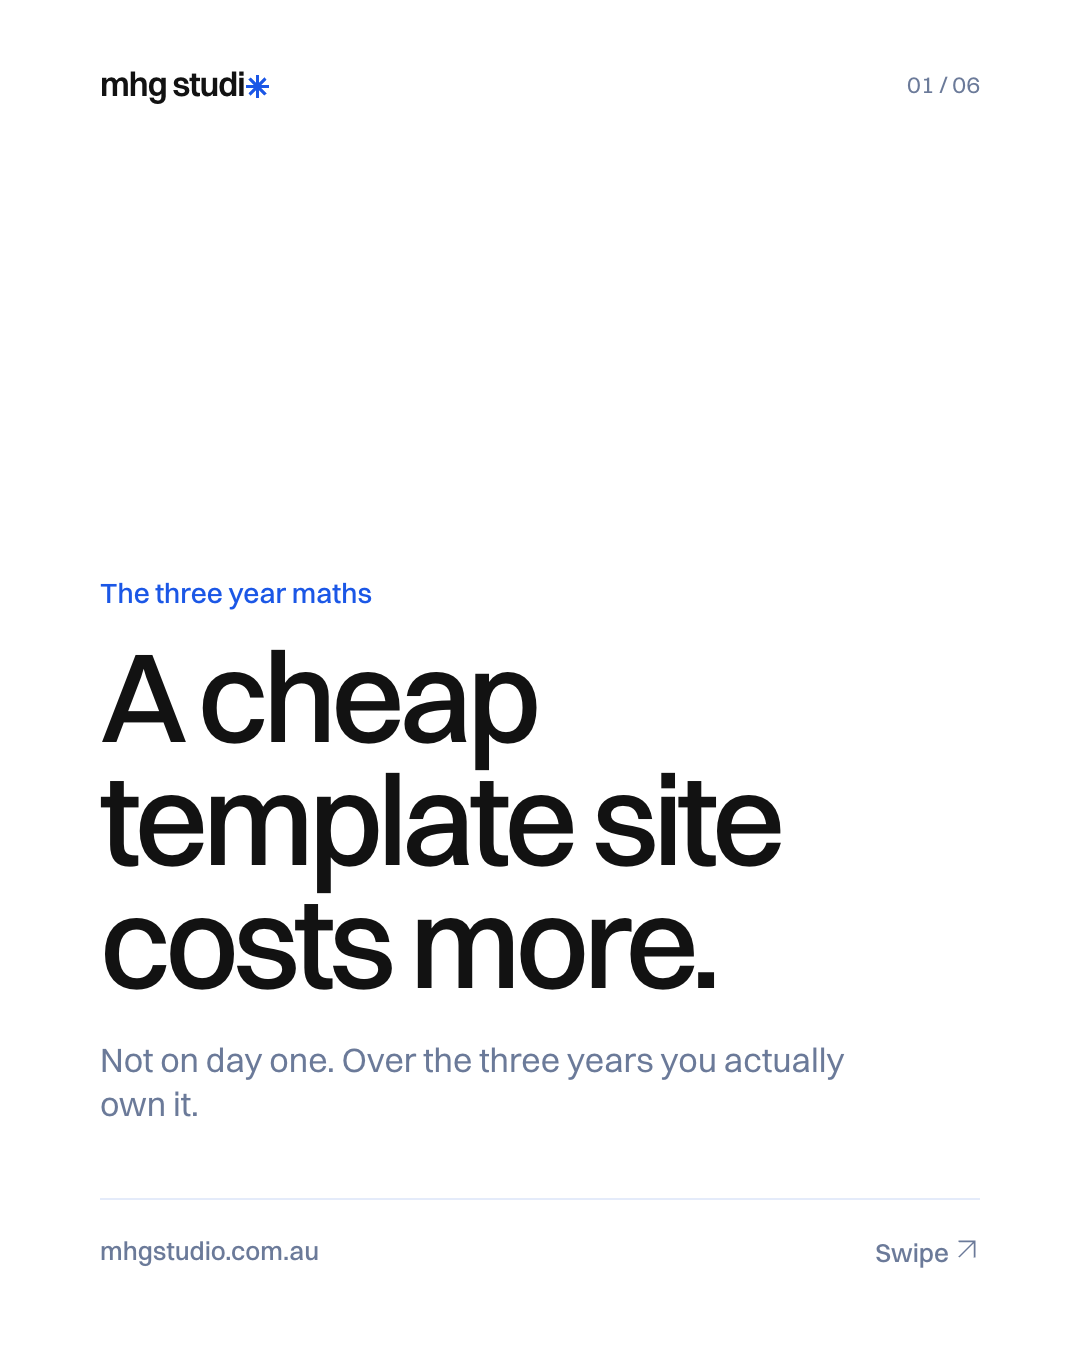 mhg studi*
01 / 06
The three year maths
A cheap
template site
costs more.
Not on day one. Over the three years you actually
own it.
mhgstudio.com.au
Swipe